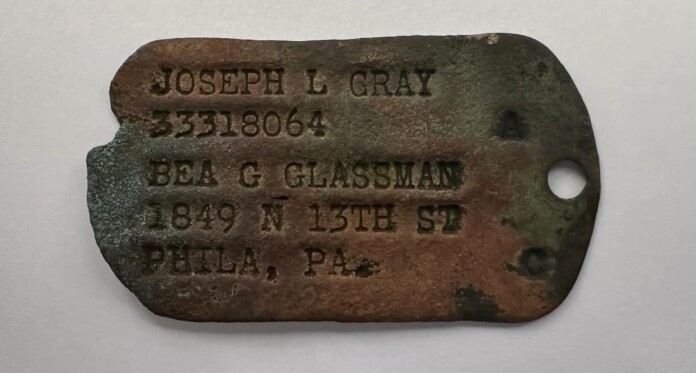 JOSEPH L GRAY
33318064 A
BEA G GLASSMAN
1849 N 13TH ST
PHILA, PA. C